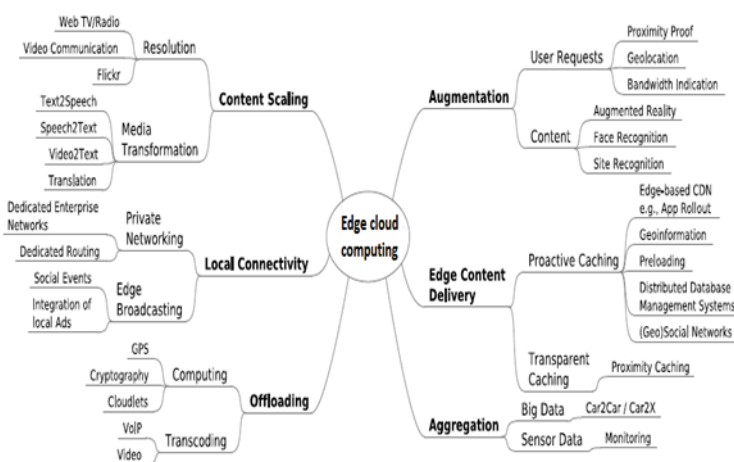 Web TV/Radio
Video Communication
Flickr
Resolution
Content Scaling
Text2Speech
Speech2Text
Video2Text
Translation
Media
Transformation
Dedicated Enterprise
Networks
Dedicated Routing
Private
Networking
Local Connectivity
Social Events
Integration of
local Ads
Edge
Broadcasting
GPS
Cryptography
Cloudlets
Computing
Offloading
VoIP
Video
Transcoding
Edge cloud
computing
Augmentation
User Requests
Proximity Proof
Geolocation
Bandwidth Indication
Content
Augmented Reality
Face Recognition
Site Recognition
Edge Content
Delivery
Proactive Caching
Edge-based CDN
e.g., App Rollout
Geoinformation
Preloading
Distributed Database
Management Systems
(Geo)Social Networks
Transparent
Caching
Proximity Caching
Aggregation
Big Data
Car2Car / Car2X
Sensor Data
Monitoring